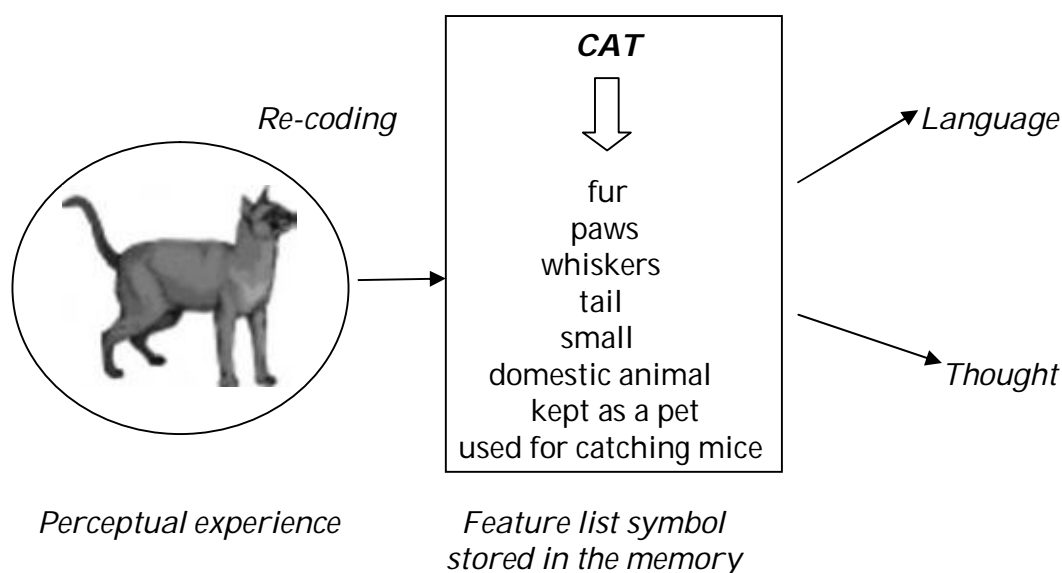 CAT
Re-coding
Language
fur
paws
whiskers
tail
small
domestic animal
kept as a pet
used for catching mice
Thought
Perceptual experience
Feature list symbol
stored in the memory